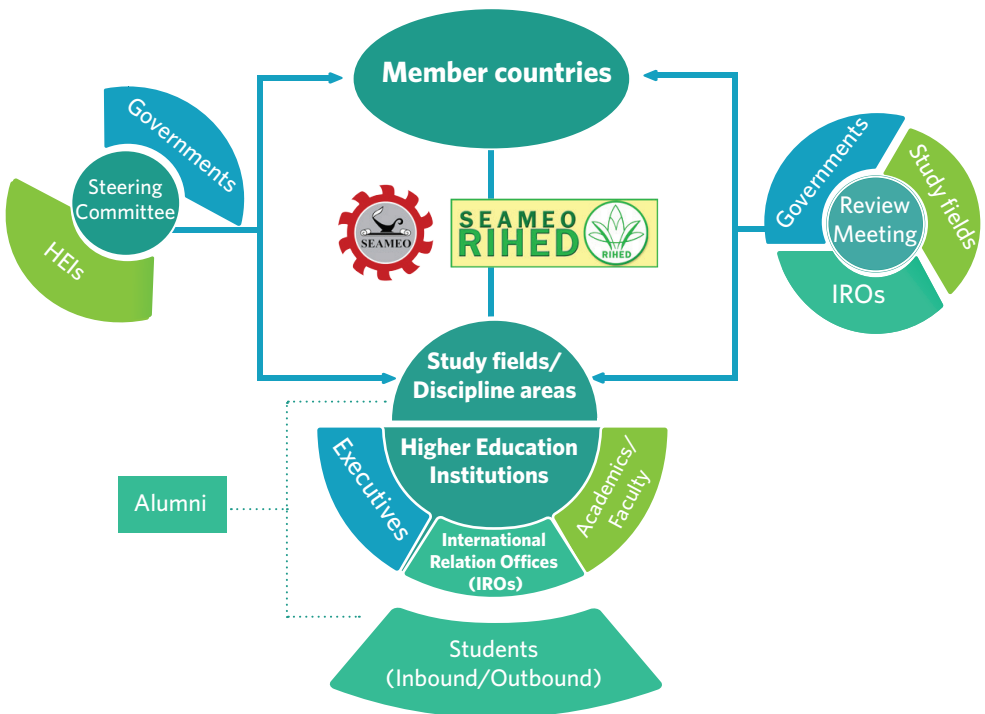 Member countries
Governments
Steering
Committee
HEIs
SEAMEO
SEAMEO
RIHED
RIHED
Governments
Study fields
Review
Meeting
IROs
Study fields/
Discipline areas
Higher Education
Institutions
Executives
Academics/
Faculty
International
Relation Offices
(IROs)
Alumni
Students
(Inbound/Outbound)